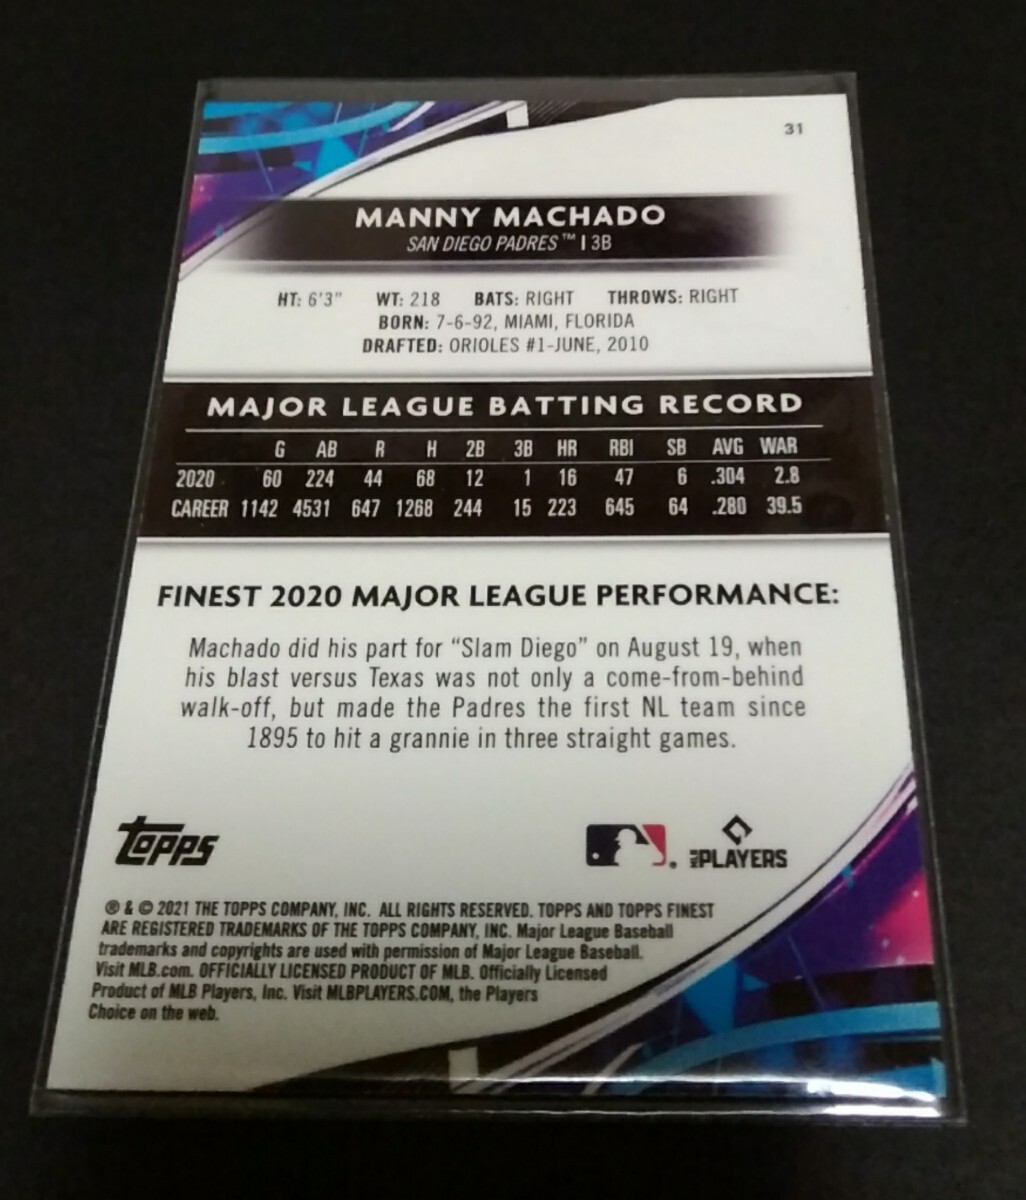 31
MANNY MACHADO
SAN DIEGO PADRES™ | 3B
HT: 6'3" WT: 218 BATS: RIGHT THROWS: RIGHT
BORN: 7-6-92, MIAMI, FLORIDA
DRAFTED: ORIOLES #1-JUNE, 2010
MAJOR LEAGUE BATTING RECORD
G AB R H 2B 3B HR RBI SB AVG WAR
2020 60 224 44 68 12 1 16 47 6 .304 2.8
CAREER 1142 4531 647 1268 244 15 223 645 64 .280 39.5
FINEST 2020 MAJOR LEAGUE PERFORMANCE:
Machado did his part for “Slam Diego” on August 19, when
his blast versus Texas was not only a come-from-behind
walk-off, but made the Padres the first NL team since
1895 to hit a grannie in three straight games.
topps
MLB PLAYERS
® & © 2021 THE TOPPS COMPANY, INC. ALL RIGHTS RESERVED. TOPPS AND TOPPS FINEST
ARE REGISTERED TRADEMARKS OF THE TOPPS COMPANY, INC. Major League Baseball
trademarks and copyrights are used with permission of Major League Baseball.
Visit MLB.com. OFFICIALLY LICENSED PRODUCT OF MLB. Officially Licensed
Product of MLB Players, Inc. Visit MLBPLAYERS.COM, the Players
Choice on the web.